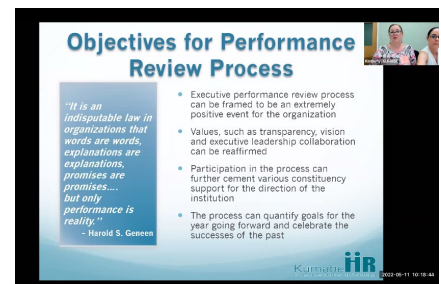 Objectives for Performance
Review Process
"It is an
indisputable law in
organizations that
words are words,
explanations are
explanations,
promises are
promises....
but only
performance is
reality."
– Harold S. Geneen
• Executive performance review process
can be framed to be an extremely
positive event for the organization
• Values, such as transparency, vision
and executive leadership collaboration
can be reaffirmed
• Participation in the process can
further cement various constituency
support for the direction of the
institution
• The process can quantify goals for the
year going forward and celebrate the
successes of the past
HR
2022-05-11 10:18:44